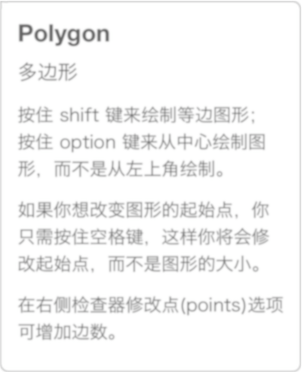 Polygon
多边形
按住 shift 键来绘制等边图形；
按住 option 键来从中心绘制图
形，而不是从左上角绘制。
如果你想改变图形的起始点，你
只需按住空格键，这样你将会修
改起始点，而不是图形的大小。
在右侧检查器修改点(points)选项
可增加边数。